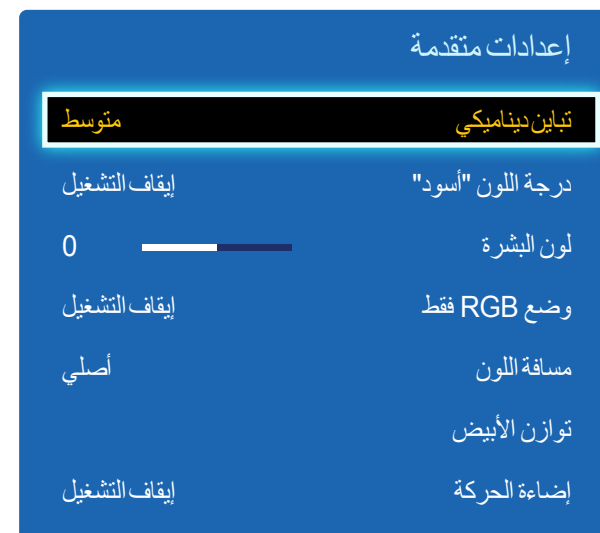 إعدادات متقدمة
تباين ديناميكي متوسط
درجة اللون "أسود" إيقاف التشغيل
لون البشرة 0
وضع RGB فقط إيقاف التشغيل
مسافة اللون أصلي
توازن الأبيض
إضاءة الحركة إيقاف التشغيل